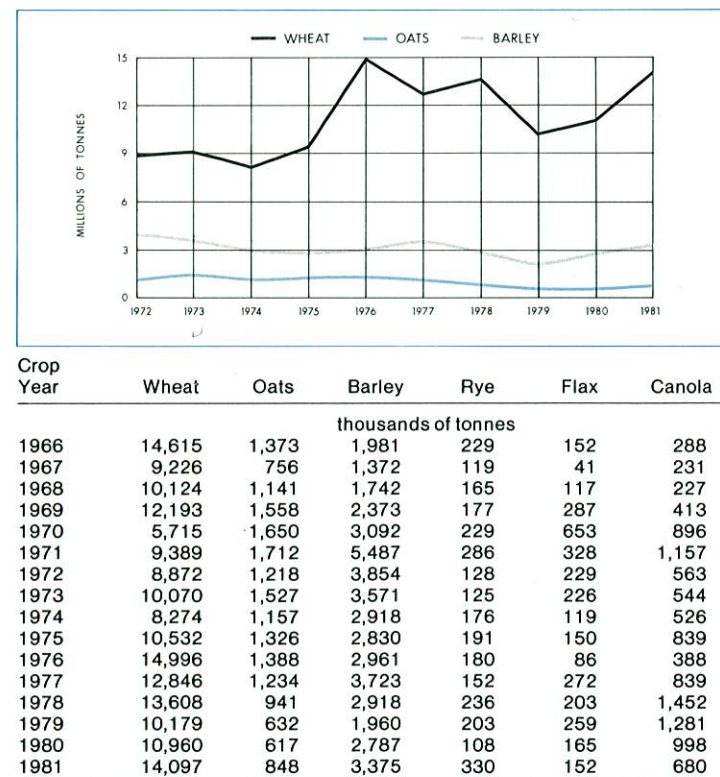 WHEAT OATS BARLEY
MILLIONS OF TONNES
15
12
9
6
3
0
1972 1973 1974 1975 1976 1977 1978 1979 1980 1981
Crop
Year Wheat Oats Barley Rye Flax Canola
thousands of tonnes
1966 14,615 1,373 1,981 229 152 288
1967 9,226 756 1,372 119 41 231
1968 10,124 1,141 1,742 165 117 227
1969 12,193 1,558 2,373 177 287 413
1970 5,715 1,650 3,092 229 653 896
1971 9,389 1,712 5,487 286 328 1,157
1972 8,872 1,218 3,854 128 229 563
1973 10,070 1,527 3,571 125 226 544
1974 8,274 1,157 2,918 176 119 526
1975 10,532 1,326 2,830 191 150 839
1976 14,996 1,388 2,961 180 86 388
1977 12,846 1,234 3,723 152 272 839
1978 13,608 941 2,918 236 203 1,452
1979 10,179 632 1,960 203 259 1,281
1980 10,960 617 2,787 108 165 998
1981 14,097 848 3,375 330 152 680